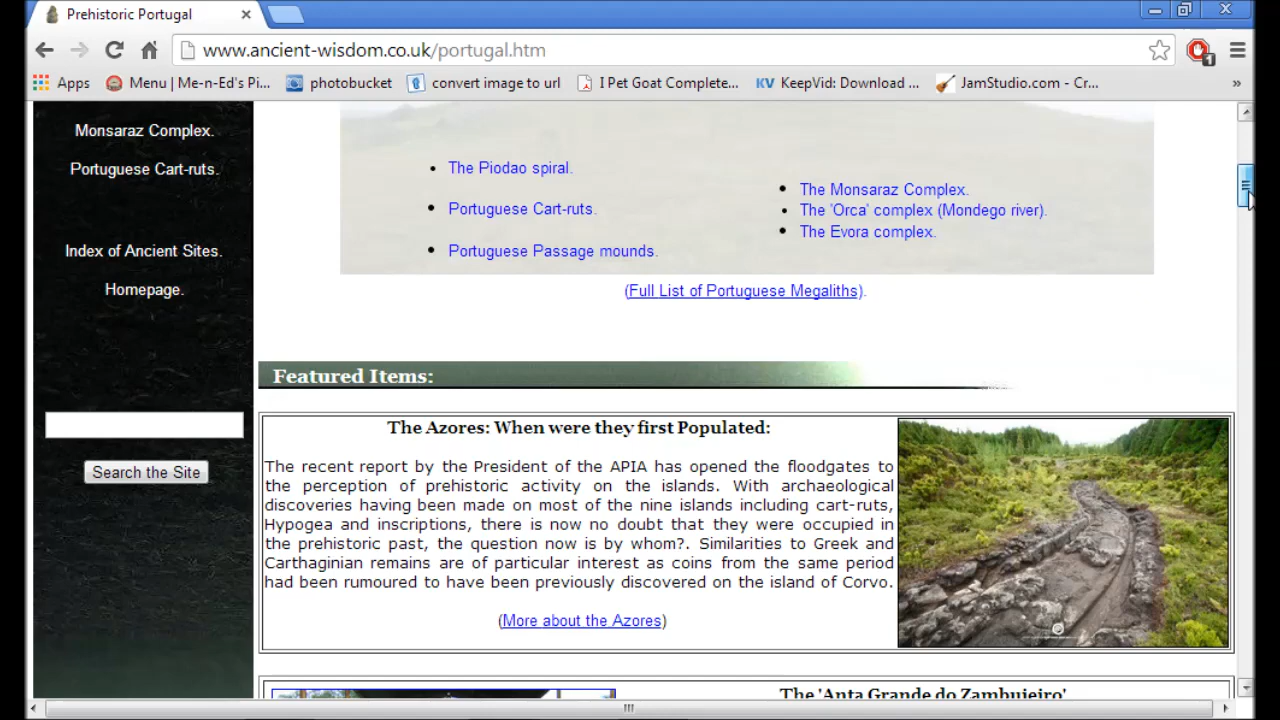 Prehistoric Portugal
www.ancient-wisdom.co.uk/portugal.htm
1
Apps
Menu | Me-n-Ed's Pi...
photobucket
convert image to url
I Pet Goat Complete...
KV KeepVid: Download ...
JamStudio.com - Cr...
»
Monsaraz Complex.
Portuguese Cart-ruts.
Index of Ancient Sites.
Homepage.
Search the Site
• The Piodao spiral.
• Portuguese Cart-ruts.
• Portuguese Passage mounds.
• The Monsaraz Complex.
• The 'Orca' complex (Mondego river).
• The Evora complex.
(Full List of Portuguese Megaliths).
Featured Items:
The Azores: When were they first Populated:
The recent report by the President of the APIA has opened the floodgates to
the perception of prehistoric activity on the islands. With archaeological
discoveries having been made on most of the nine islands including cart-ruts,
Hypogea and inscriptions, there is now no doubt that they were occupied in
the prehistoric past, the question now is by whom?. Similarities to Greek and
Carthaginian remains are of particular interest as coins from the same period
had been rumoured to have been previously discovered on the island of Corvo.
(More about the Azores)
The 'Anta Grande do Zambujeiro'